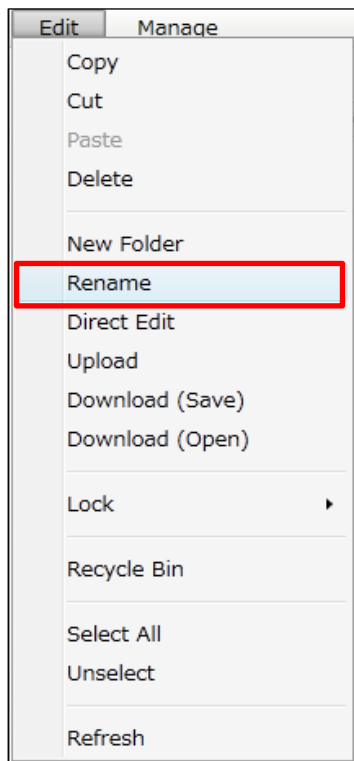 Edit Manage
Copy
Cut
Paste
Delete
New Folder
Rename
Direct Edit
Upload
Download (Save)
Download (Open)
Lock
Recycle Bin
Select All
Unselect
Refresh